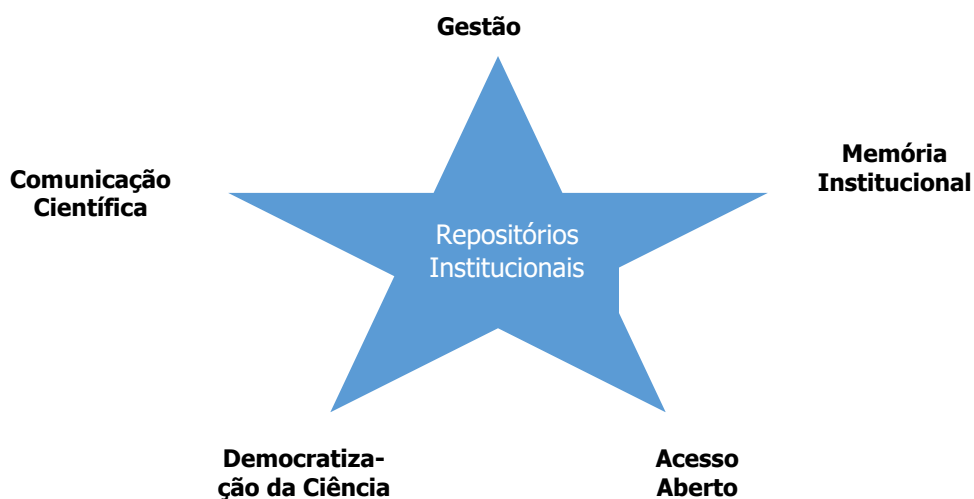 Gestão
Memória
Institucional
Comunicação
Científica
Repositórios
Institucionais
Democratiza-
ção da Ciência
Acesso
Aberto